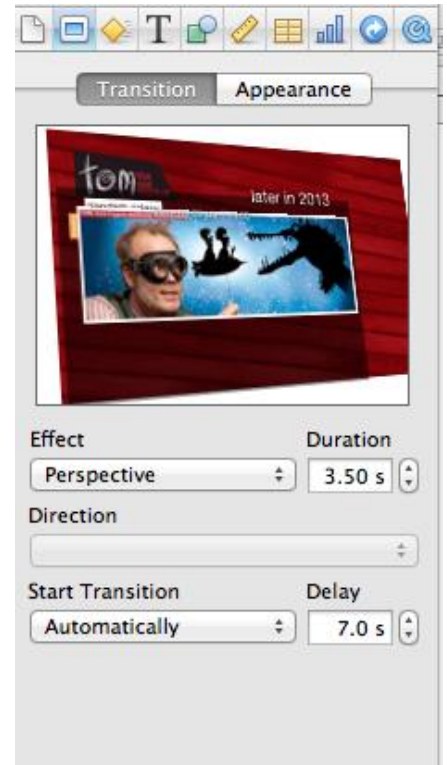 T
Transition Appearance
tom
later in 2013
Effect Duration
Perspective 3.50 s
Direction
Start Transition Delay
Automatically 7.0 s